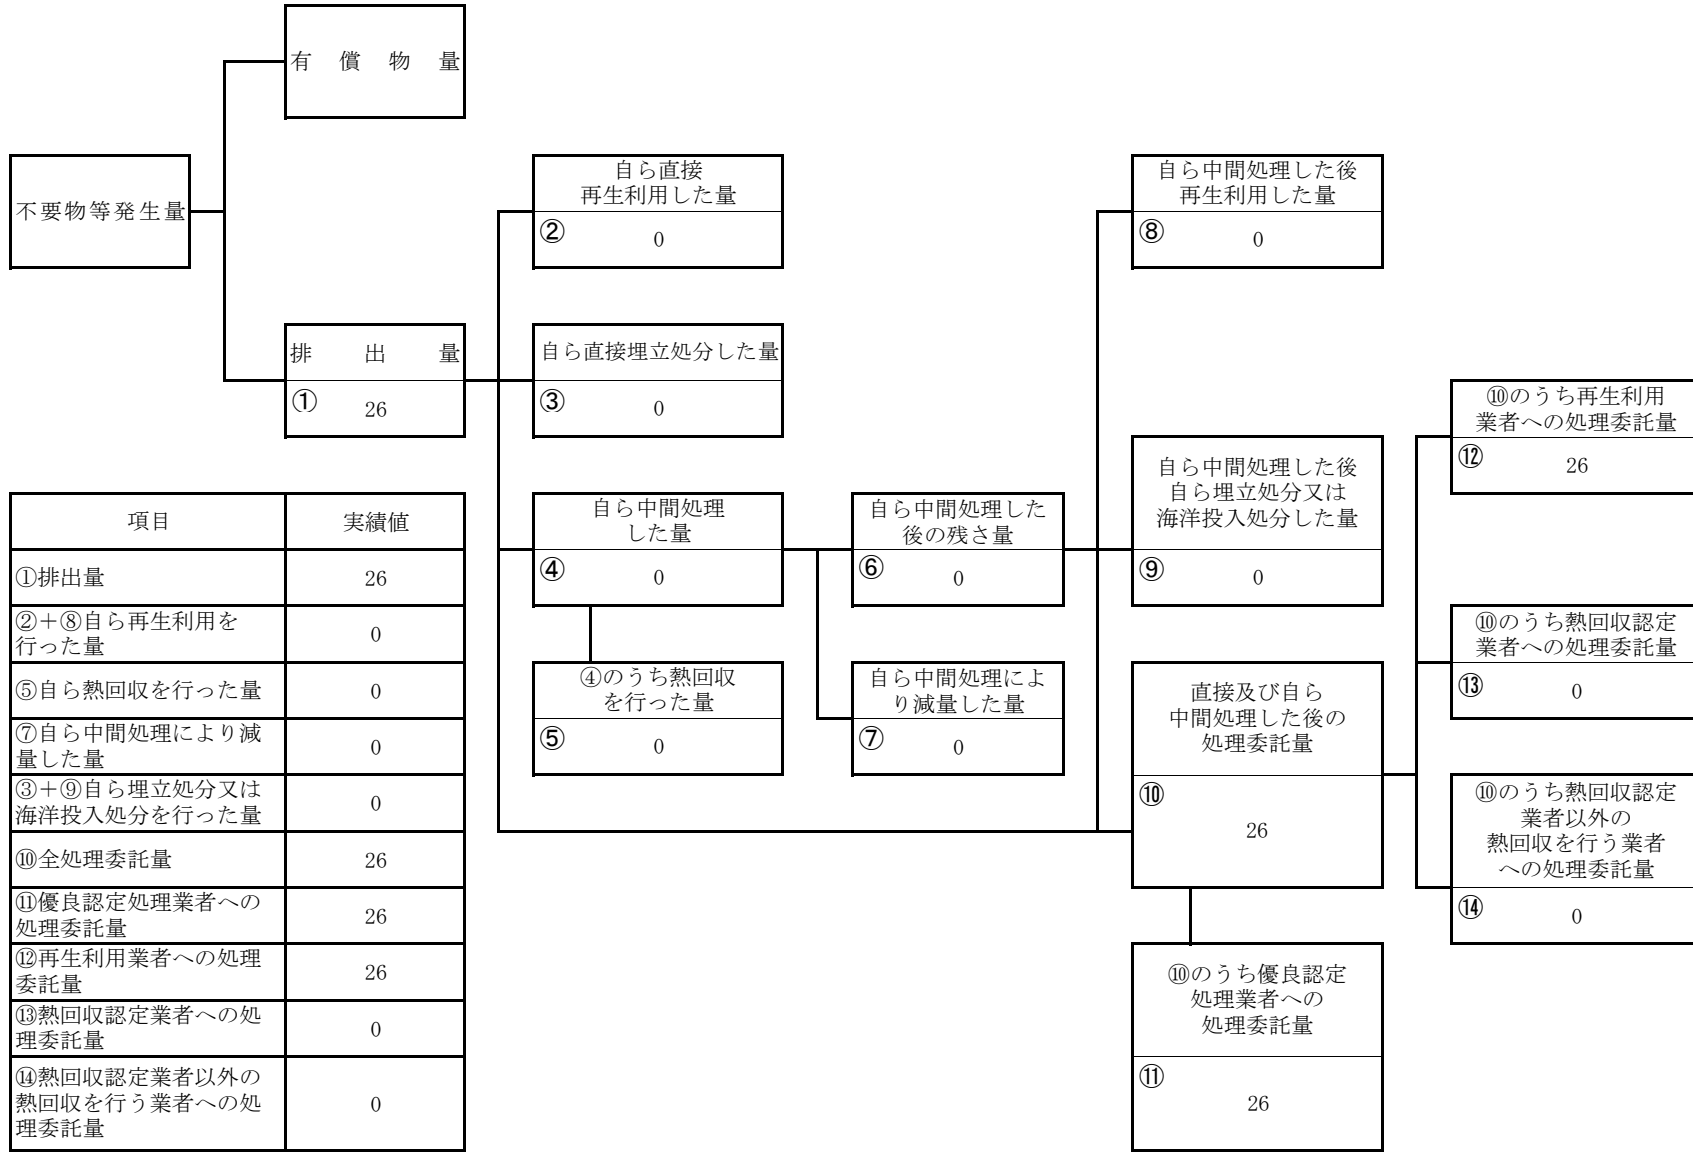 有償物量
不要物等発生量
排出量
① 26
自ら直接
再生利用した量
② 0
自ら直接埋立処分した量
③ 0
自ら中間処理
した量
④ 0
④のうち熱回収
を行った量
⑤ 0
自ら中間処理した
後の残さ量
⑥ 0
自ら中間処理によ
り減量した量
⑦ 0
自ら中間処理した後
再生利用した量
⑧ 0
自ら中間処理した後
自ら埋立処分又は
海洋投入処分した量
⑨ 0
直接及び自ら
中間処理した後の
処理委託量
⑩
26
⑩のうち優良認定
処理業者への
処理委託量
⑪
26
⑩のうち再生利用
業者への処理委託量
⑫ 26
⑩のうち熱回収認定
業者への処理委託量
⑬ 0
⑩のうち熱回収認定
業者以外の
熱回収を行う業者
への処理委託量
⑭ 0
項目 実績値
①排出量 26
②＋⑧自ら再生利用を
行った量 0
⑤自ら熱回収を行った量 0
⑦自ら中間処理により減
量した量 0
③＋⑨自ら埋立処分又は
海洋投入処分を行った量 0
⑩全処理委託量 26
⑪優良認定処理業者への
処理委託量 26
⑫再生利用業者への処理
委託量 26
⑬熱回収認定業者への処
理委託量 0
⑭熱回収認定業者以外の
熱回収を行う業者への処 0
理委託量